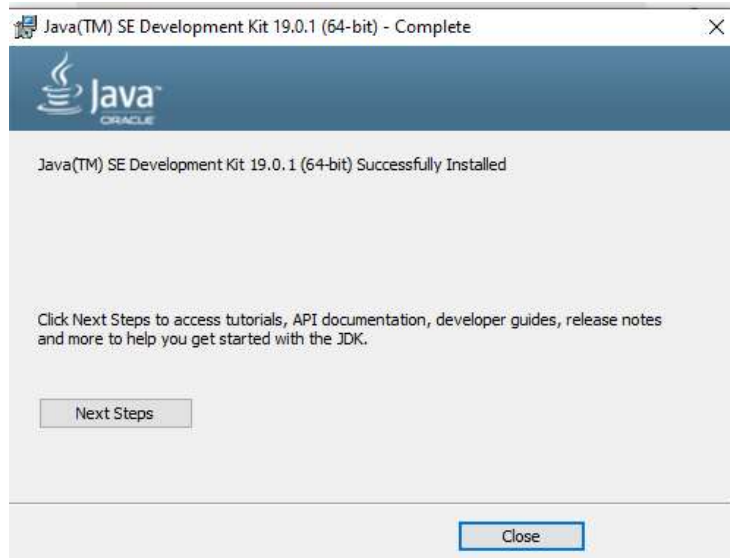 Java(TM) SE Development Kit 19.0.1 (64-bit) - Complete
Java™
ORACLE
Java(TM) SE Development Kit 19.0.1 (64-bit) Successfully Installed
Click Next Steps to access tutorials, API documentation, developer guides, release notes
and more to help you get started with the JDK.
Next Steps
Close